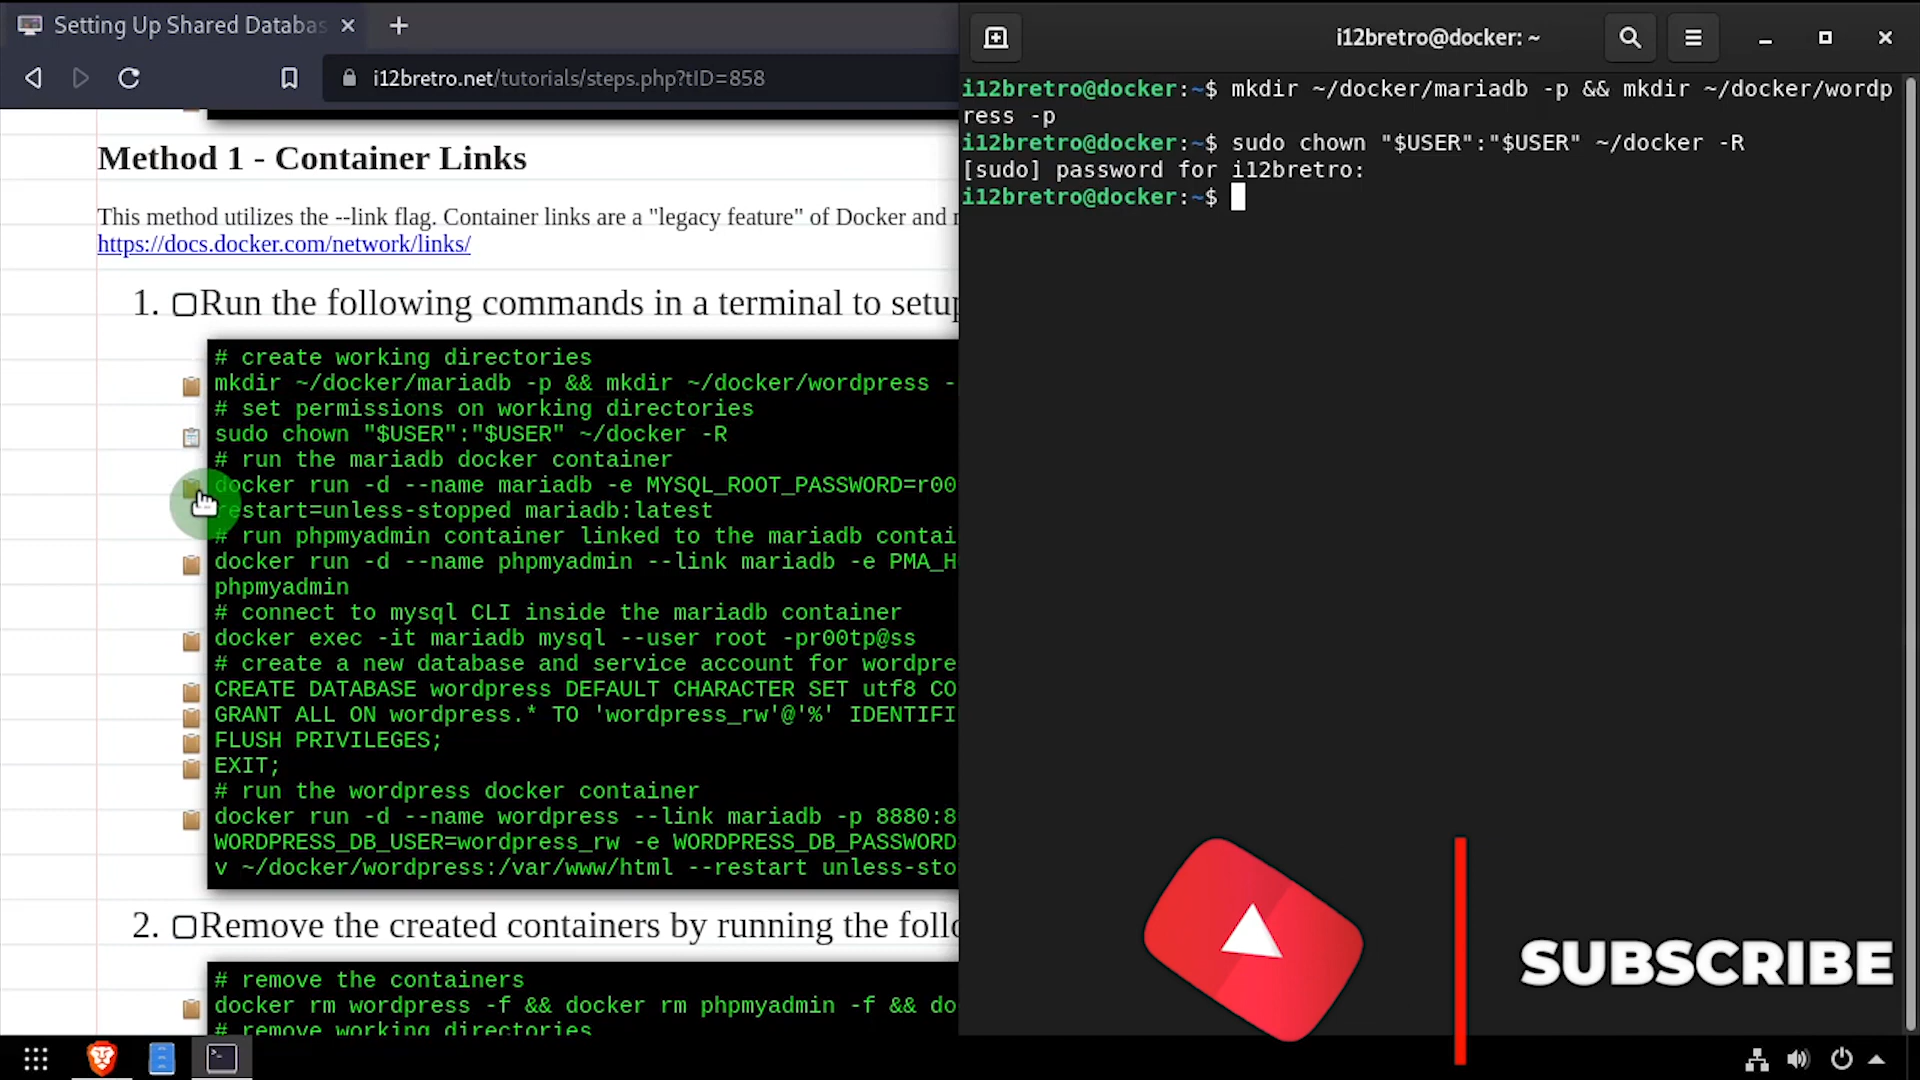 Setting Up Shared Databas
i12bretro.net/tutorials/steps.php?tID=858
Method 1 - Container Links
This method utilizes the --link flag. Container links are a "legacy feature" of Docker and
https://docs.docker.com/network/links/
1. Run the following commands in a terminal to setup
# create working directories
mkdir ~/docker/mariadb -p && mkdir ~/docker/wordpress -
# set permissions on working directories
sudo chown "$USER":"$USER" ~/docker -R
# run the mariadb docker container
docker run -d --name mariadb -e MYSQL_ROOT_PASSWORD=r00
restart=unless-stopped mariadb:latest
# run phpmyadmin container linked to the mariadb contai
docker run -d --name phpmyadmin --link mariadb -e PMA_H
phpmyadmin
# connect to mysql CLI inside the mariadb container
docker exec -it mariadb mysql --user root -pr00tp@ss
# create a new database and service account for wordpre
CREATE DATABASE wordpress DEFAULT CHARACTER SET utf8 CO
GRANT ALL ON wordpress.* TO 'wordpress_rw'@'%' IDENTIFI
FLUSH PRIVILEGES;
EXIT;
# run the wordpress docker container
docker run -d --name wordpress --link mariadb -p 8880:8
WORDPRESS_DB_USER=wordpress_rw -e WORDPRESS_DB_PASSWORD
v ~/docker/wordpress:/var/www/html --restart unless-sto
2. Remove the created containers by running the follo
# remove the containers
docker rm wordpress -f && docker rm phpmyadmin -f && do
# remove working directories
i12bretro@docker: ~
i12bretro@docker:~$ mkdir ~/docker/mariadb -p && mkdir ~/docker/wordp
ress -p
i12bretro@docker:~$ sudo chown "$USER":"$USER" ~/docker -R
[sudo] password for i12bretro:
i12bretro@docker:~$
SUBSCRIBE